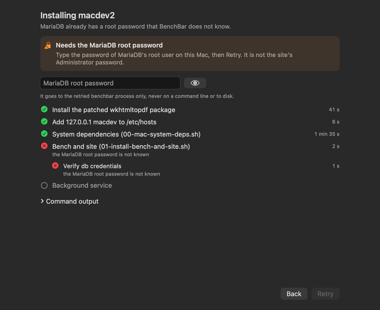 Installing macdev2
MariaDB already has a root password that BenchBar does not know.
Needs the MariaDB root password
Type the password of MariaDB's root user on this Mac, then Retry. It is not the site's
Administrator password.
MariaDB root password
It goes to the retried benchbar process only, never on a command line or to disk.
Install the patched wkhtmltopdf package 41 s
Add 127.0.0.1 macdev to /etc/hosts 6 s
System dependencies (00-mac-system-deps.sh) 1 min 35 s
Bench and site (01-install-bench-and-site.sh) 2 s
the MariaDB root password is not known
Verify db credentials 1 s
the MariaDB root password is not known
Background service
Command output
Back Retry